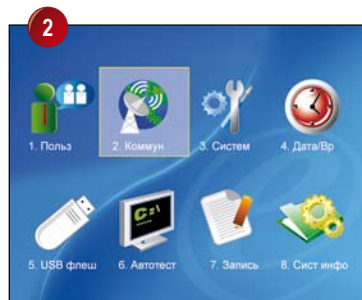 2
1. Польз
2. Коммун
3. Систем
4. Дата/Вр
C:\
5. USB флеш
6. Автотест
7. Запись
8. Сист инфо